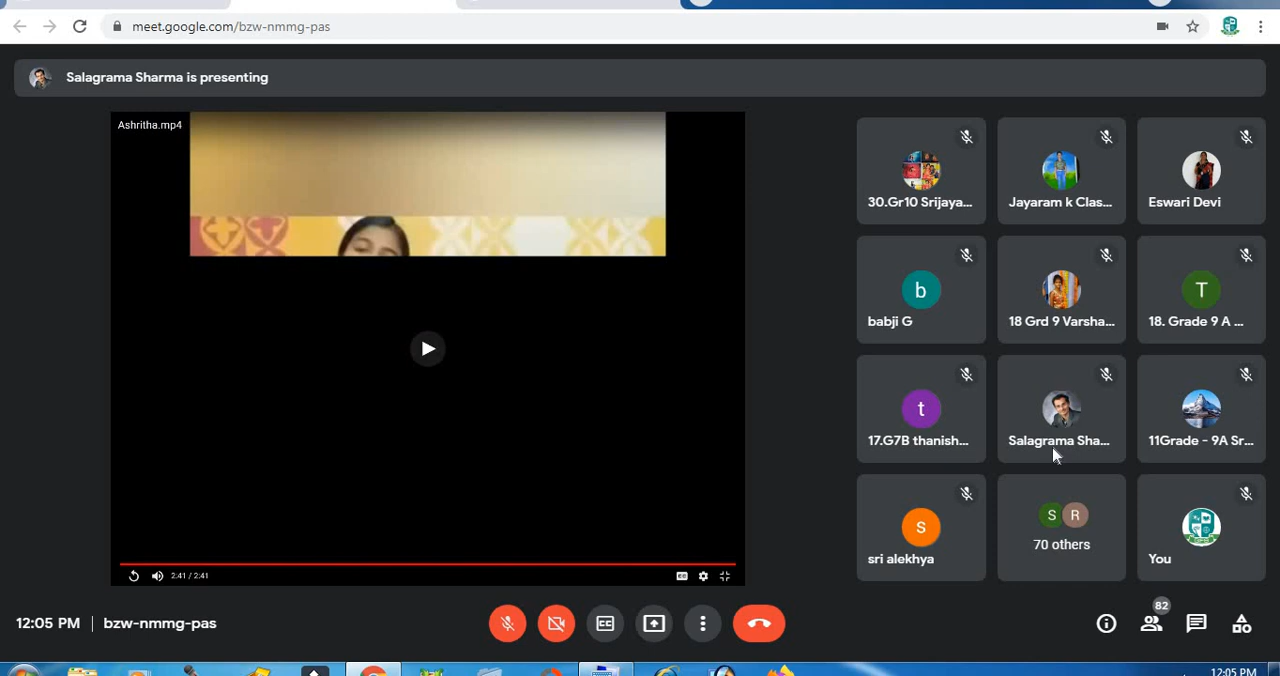 meet.google.com/bzw-nmmg-pas
Salagrama Sharma is presenting
Ashritha.mp4
30.Gr10 Srijaya...
Jayaram k Clas...
Eswari Devi
b
babji G
18 Grd 9 Varsha...
T
18. Grade 9 A ...
t
17.G7B thanish...
Salagrama Sha...
11Grade - 9A Sr...
s
sri alekhya
S R
70 others
You
2:41 / 2:41
CC
12:05 PM | bzw-nmmg-pas
CC
82
12:05 PM